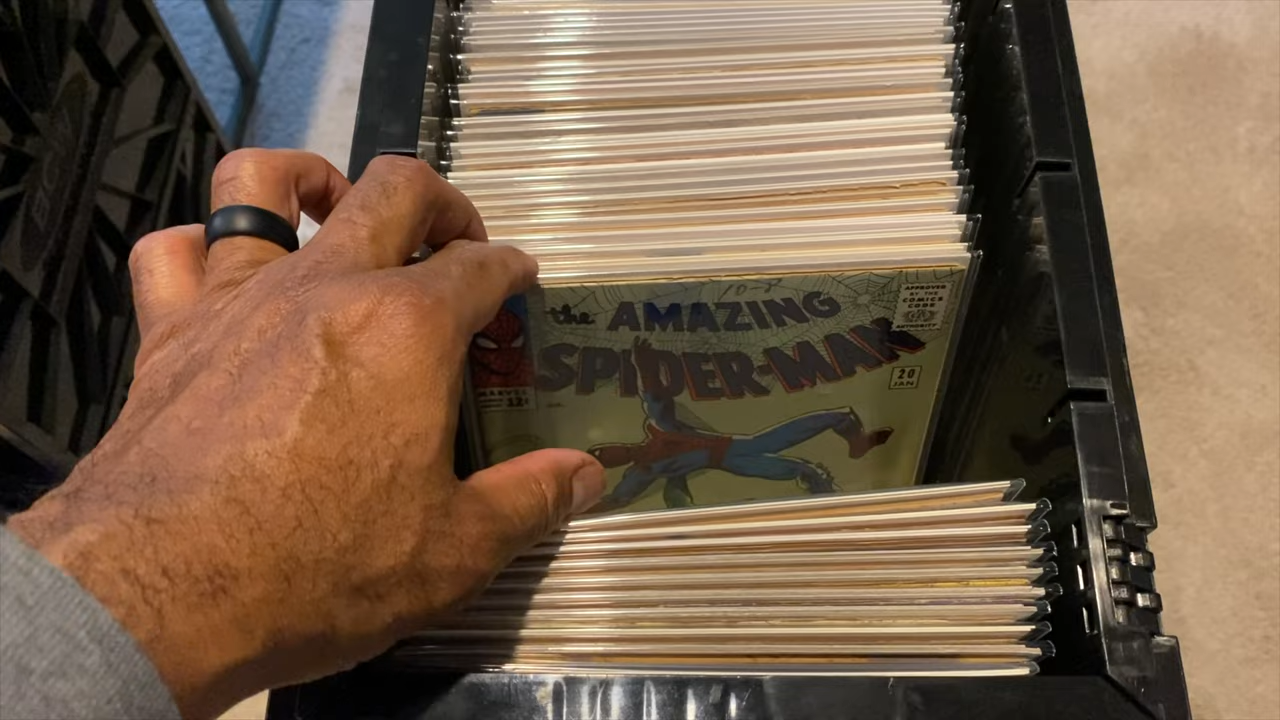 10-8
the AMAZING
SPIDER-MAN
APPROVED
BY THE
COMICS
CODE
AUTHORITY
20
JAN
12¢